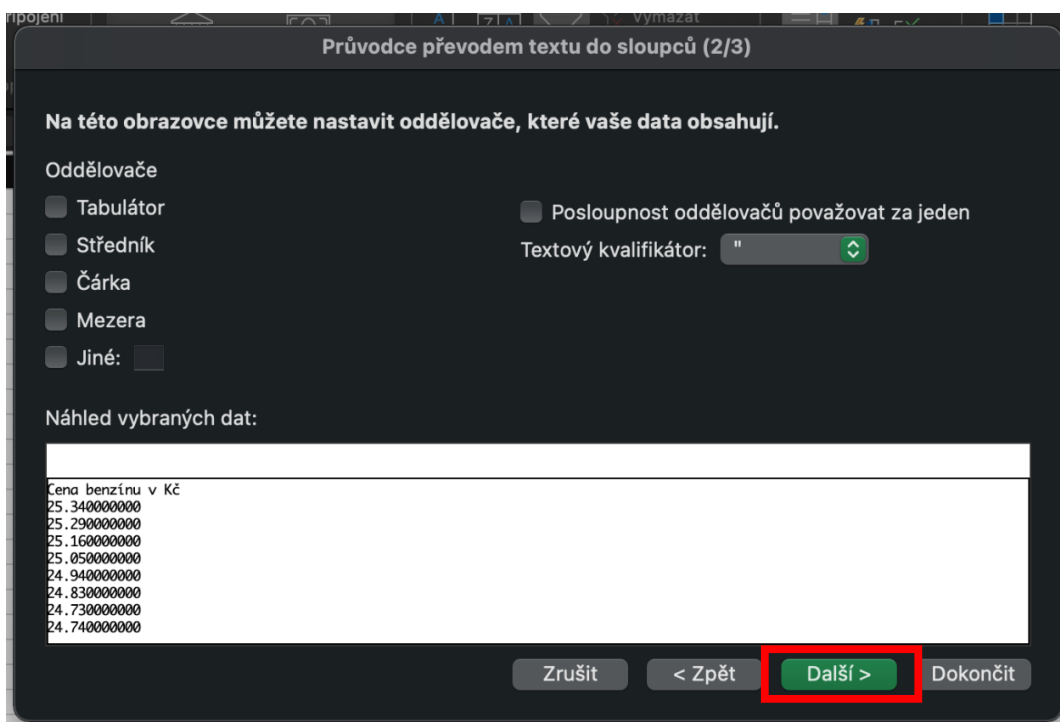 řipojení
Vymazat
Průvodce převodem textu do sloupců (2/3)
Na této obrazovce můžete nastavit oddělovače, které vaše data obsahují.
Oddělovače
Tabulátor
Posloupnost oddělovačů považovat za jeden
Středník
Textový kvalifikátor: "
Čárka
Mezera
Jiné:
Náhled vybraných dat:
Cena benzínu v Kč
25.340000000
25.290000000
25.160000000
25.050000000
24.940000000
24.830000000
24.730000000
24.740000000
Zrušit < Zpět Další > Dokončit